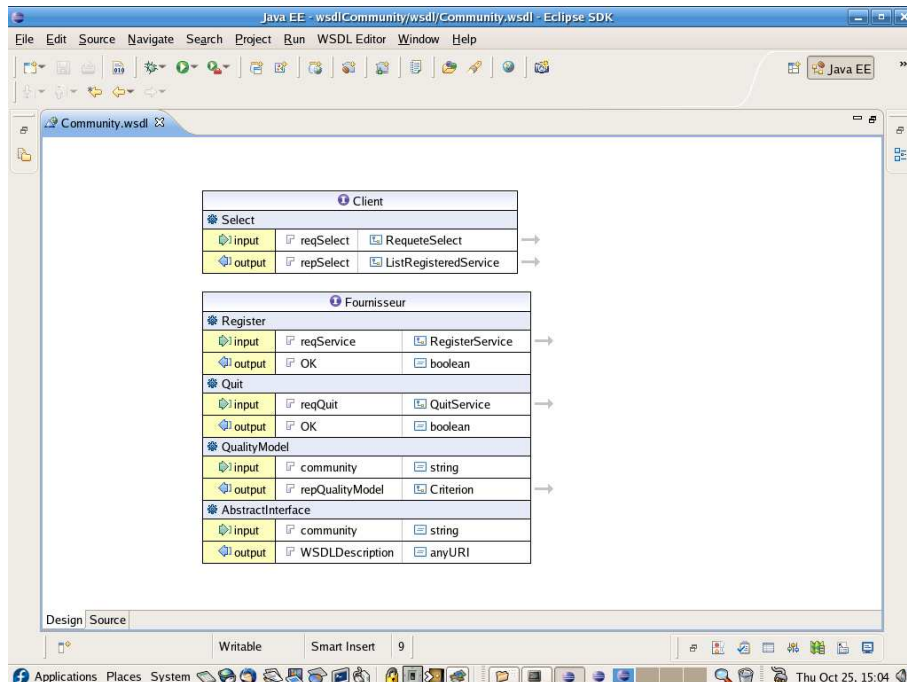 Java EE - wsdlCommunity/wsdl/Community.wsdl - Eclipse SDK
File Edit Source Navigate Search Project Run WSDL Editor Window Help
Java EE »
Community.wsdl
Client
Select
input reqSelect RequeteSelect
output repSelect ListRegisteredService
Fournisseur
Register
input reqService RegisterService
output OK boolean
Quit
input reqQuit QuitService
output OK boolean
QualityModel
input community string
output repQualityModel Criterion
AbstractInterface
input community string
output WSDLDescription anyURI
Design Source
Writable Smart Insert 9
Applications Places System Thu Oct 25, 15:04